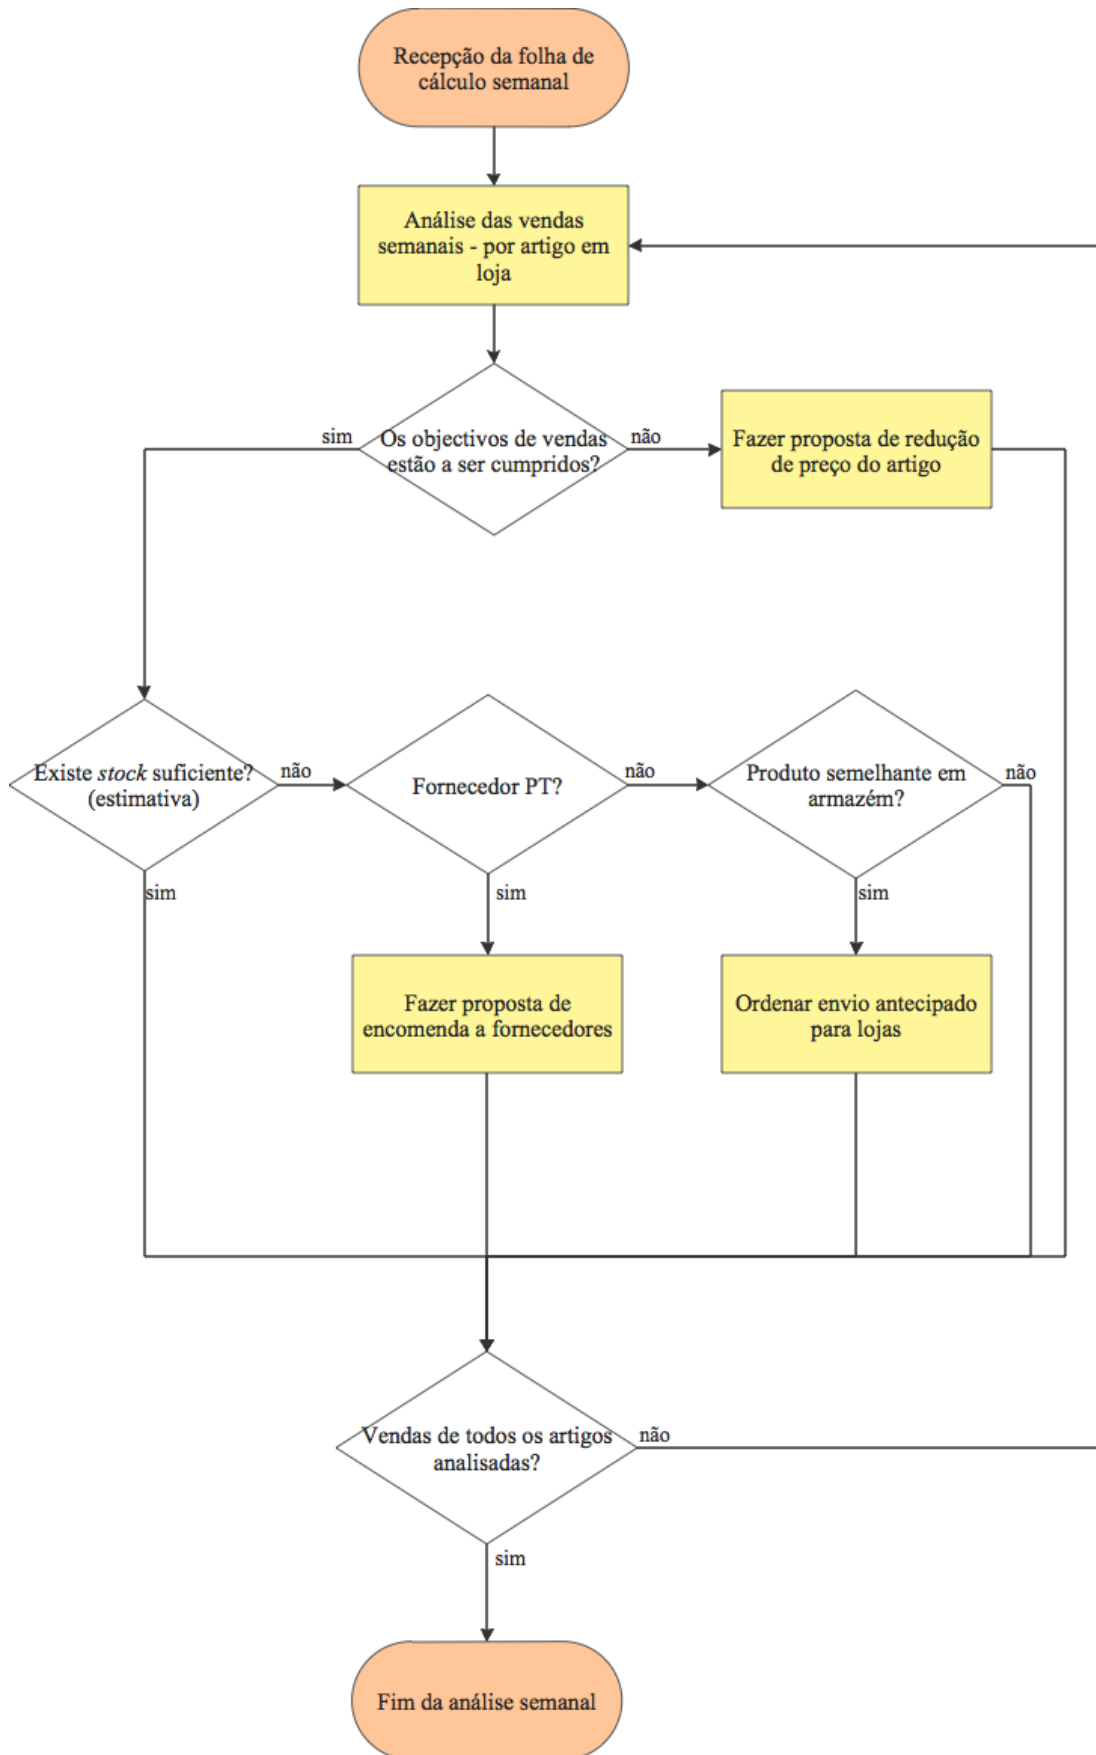 Recepção da folha de
cálculo semanal
Análise das vendas
semanais - por artigo em
loja
sim
Os objectivos de vendas
estão a ser cumpridos?
não
Fazer proposta de redução
de preço do artigo
Existe stock suficiente?
(estimativa)
não
sim
Fornecedor PT?
não
sim
Produto semelhante em
armazém?
não
sim
Fazer proposta de
encomenda a fornecedores
Ordenar envio antecipado
para lojas
Vendas de todos os artigos
analisadas?
não
sim
Fim da análise semanal